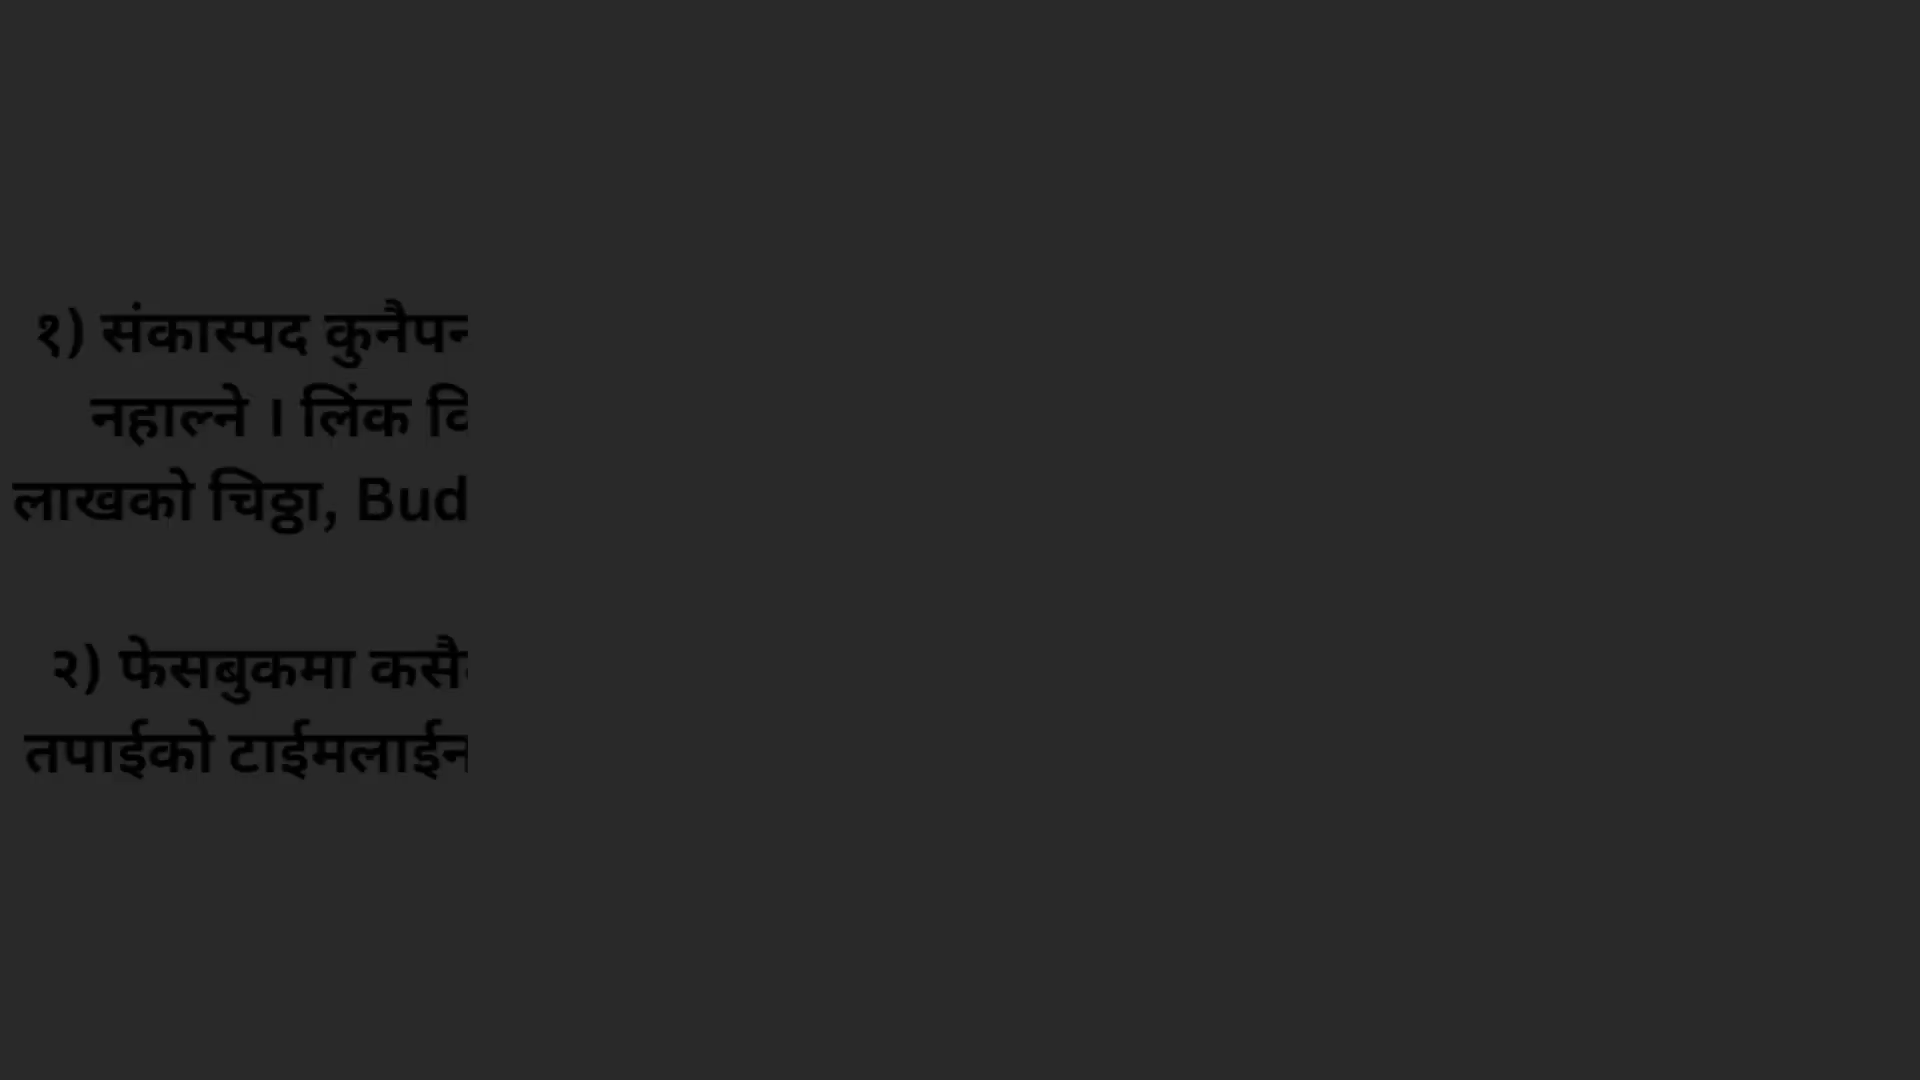 १) संकास्पद कुनैपन
नहाल्ने । लिंक
लाखको चिठ्ठा, Bud
२) फेसबुकमा कसै
तपाईको टाईमलाईन